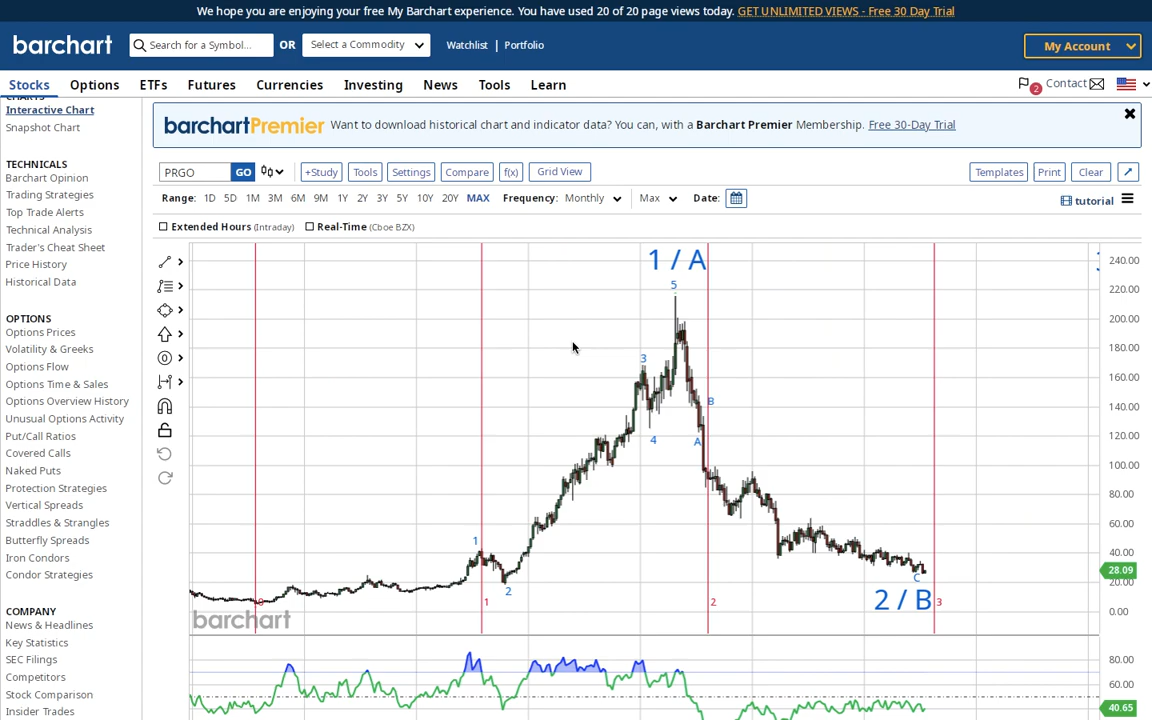 We hope you are enjoying your free My Barchart experience. You have used 20 of 20 page views today. GET UNLIMITED VIEWS - Free 30 Day Trial
barchart Search for a Symbol... OR Select a Commodity Watchlist | Portfolio My Account
Stocks Options ETFs Futures Currencies Investing News Tools Learn 2 Contact
Interactive Chart
Snapshot Chart
TECHNICALS
Barchart Opinion
Trading Strategies
Top Trade Alerts
Technical Analysis
Trader's Cheat Sheet
Price History
Historical Data
OPTIONS
Options Prices
Volatility & Greeks
Options Flow
Options Time & Sales
Options Overview History
Unusual Options Activity
Put/Call Ratios
Covered Calls
Naked Puts
Protection Strategies
Vertical Spreads
Straddles & Strangles
Butterfly Spreads
Iron Condors
Condor Strategies
COMPANY
News & Headlines
Key Statistics
SEC Filings
Competitors
Stock Comparison
Insider Trades
barchartPremier Want to download historical chart and indicator data? You can, with a Barchart Premier Membership. Free 30-Day Trial
PRGO GO +Study Tools Settings Compare f(x) Grid View Templates Print Clear
Range: 1D 5D 1M 3M 6M 9M 1Y 2Y 3Y 5Y 10Y 20Y MAX Frequency: Monthly Max Date: tutorial
Extended Hours (Intraday) Real-Time (Cboe BZX)
1 / A
5
3
4
B
A
1
2
C
2 / B
0
1
2
3
barchart
240.00
220.00
200.00
180.00
160.00
140.00
120.00
100.00
80.00
60.00
40.00
28.09
20.00
0.00
80.00
60.00
40.65